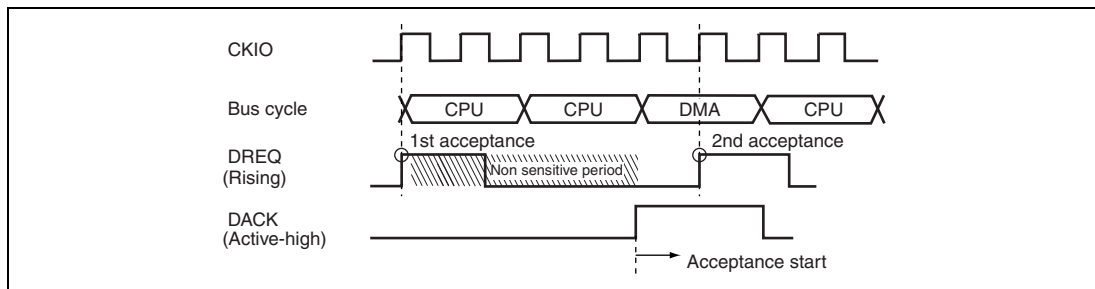 CKIO
Bus cycle
CPU CPU DMA CPU
1st acceptance 2nd acceptance
DREQ
(Rising)
Non sensitive period
DACK
(Active-high)
Acceptance start